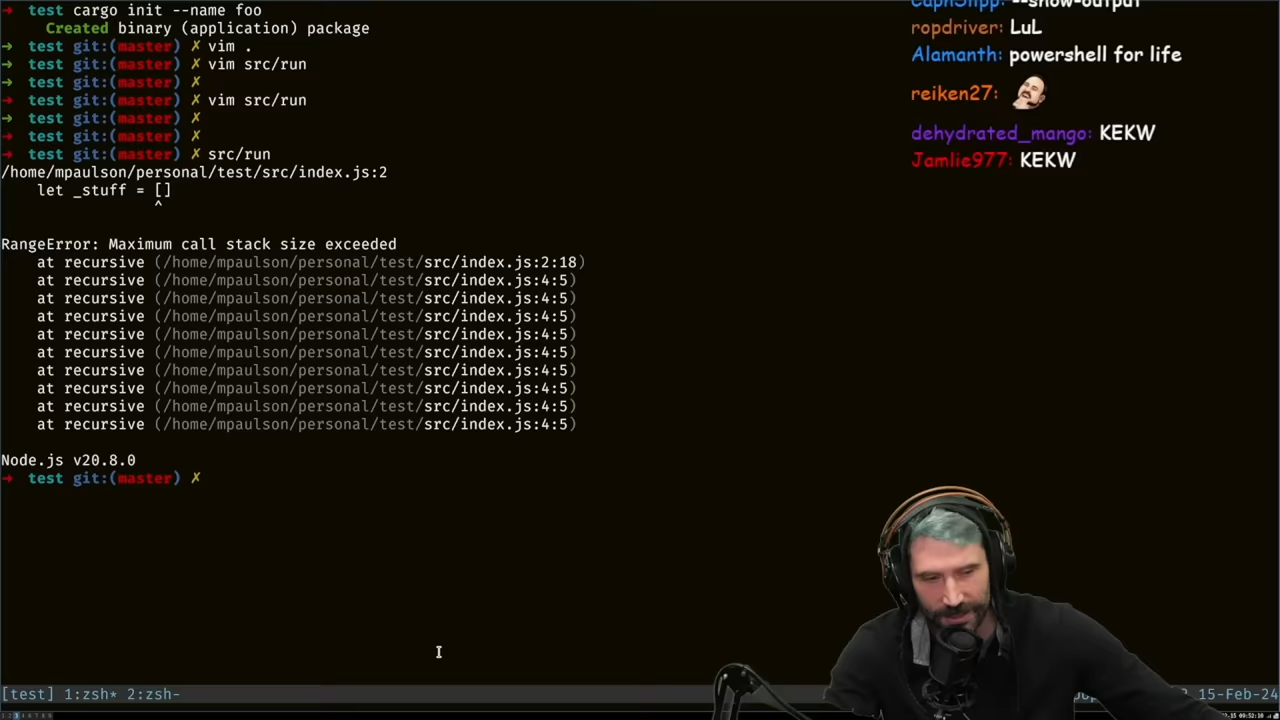 → test cargo init --name foo
Created binary (application) package
→ test git:(master) ✗ vim .
→ test git:(master) ✗ vim src/run
→ test git:(master) ✗
→ test git:(master) ✗ vim src/run
→ test git:(master) ✗
→ test git:(master) ✗
→ test git:(master) ✗ src/run
/home/mpaulson/personal/test/src/index.js:2
let _stuff = []
^
RangeError: Maximum call stack size exceeded
at recursive (/home/mpaulson/personal/test/src/index.js:2:18)
at recursive (/home/mpaulson/personal/test/src/index.js:4:5)
at recursive (/home/mpaulson/personal/test/src/index.js:4:5)
at recursive (/home/mpaulson/personal/test/src/index.js:4:5)
at recursive (/home/mpaulson/personal/test/src/index.js:4:5)
at recursive (/home/mpaulson/personal/test/src/index.js:4:5)
at recursive (/home/mpaulson/personal/test/src/index.js:4:5)
at recursive (/home/mpaulson/personal/test/src/index.js:4:5)
at recursive (/home/mpaulson/personal/test/src/index.js:4:5)
at recursive (/home/mpaulson/personal/test/src/index.js:4:5)
Node.js v20.8.0
→ test git:(master) ✗
--show-output
ropdriver: LuL
Alamanth: powershell for life
reiken27:
dehydrated_mango: KEKW
Jamlie977: KEKW
[test] 1:zsh* 2:zsh-
15-Feb-24